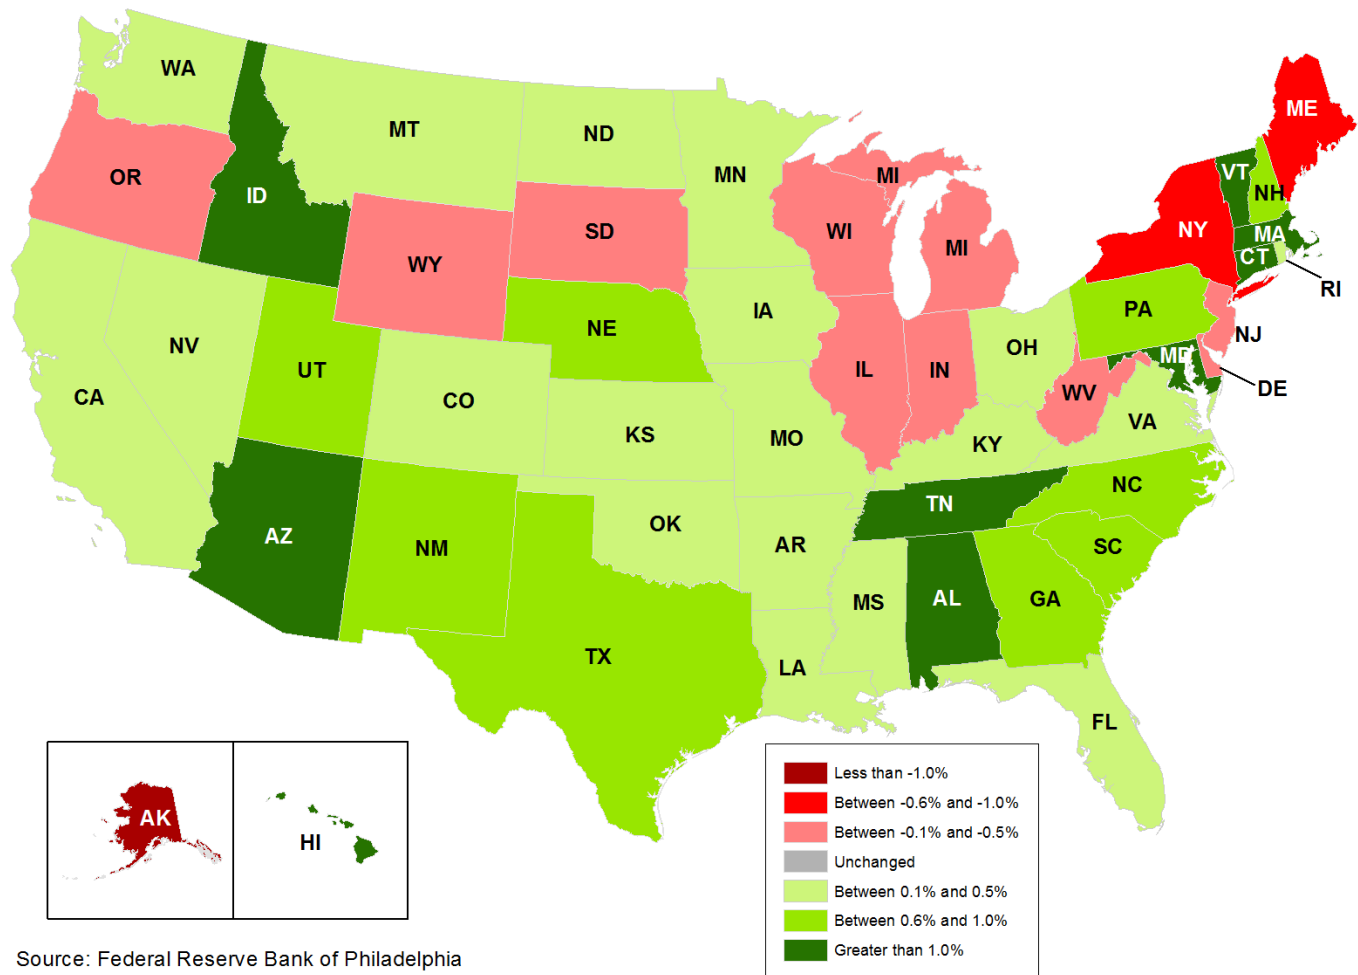 WA
MT
ND
MN
OR
ID
WY
SD
WI
MI
MI
ME
VT
NH
NY
MA
CT
RI
NV
CA
UT
CO
NE
IA
IL
IN
OH
PA
NJ
MD
DE
WV
VA
KS
MO
KY
AZ
NM
OK
AR
TN
NC
SC
MS
AL
GA
TX
LA
FL
AK
HI
Less than -1.0%
Between -0.6% and -1.0%
Between -0.1% and -0.5%
Unchanged
Between 0.1% and 0.5%
Between 0.6% and 1.0%
Greater than 1.0%
Source: Federal Reserve Bank of Philadelphia